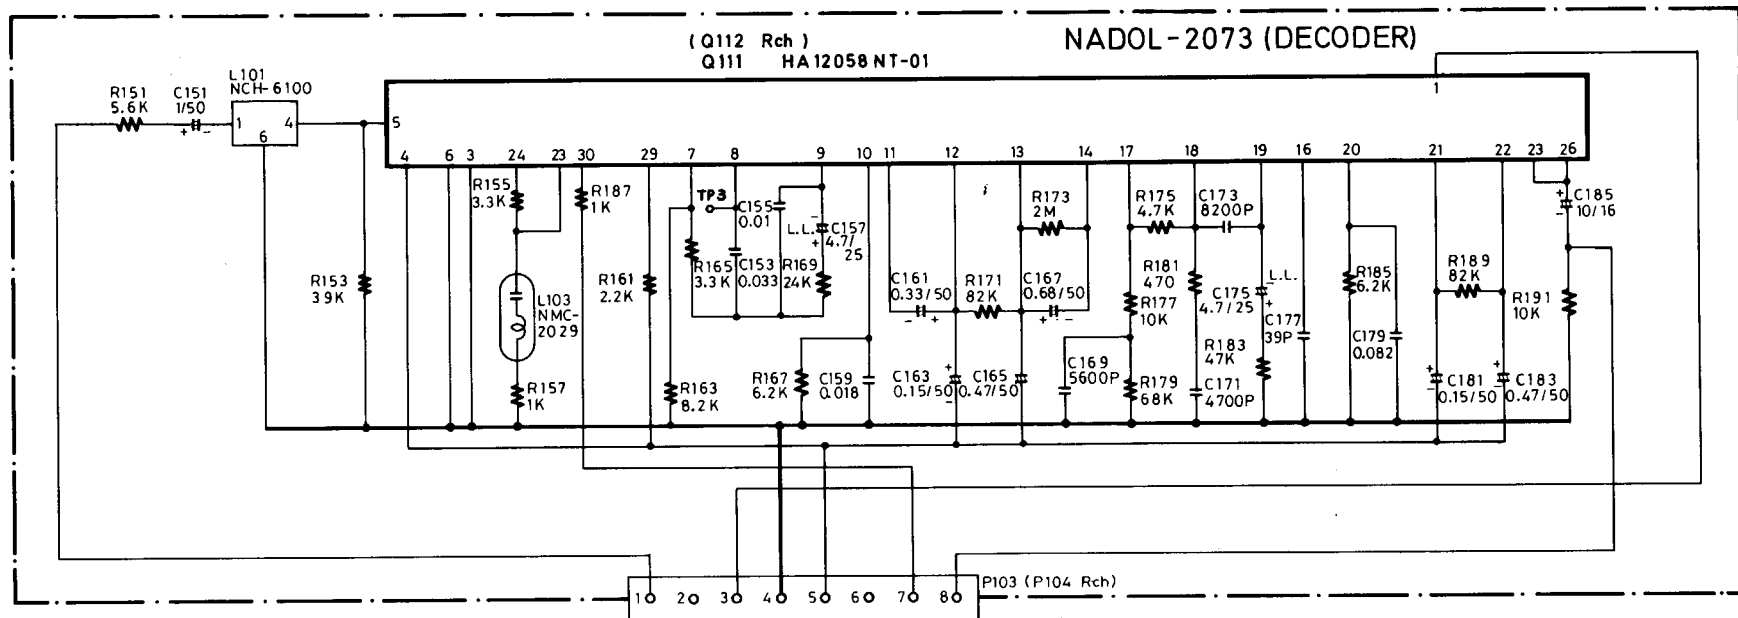 ( Q112 Rch )
Q111 HA12058 NT-01
NADOL-2073 (DECODER)
L101
NCH-6100
R151
5.6K
C151
1/50
+ -
1 4
6
5
1
4 6 3 24 23 30 29 7 8 9 10 11 12 13 14 17 18 19 16 20 21 22 23 26
R155
3.3K
R187
1K
TP3
C155
0.01
L.L.
-
+
C157
4.7/
25
R173
2M
R175
4.7K
C173
8200P
+
-
C185
10/16
R153
39K
L103
NMC-
2029
R161
2.2K
R165
3.3K
C153
0.033
R169
24K
C161
0.33/50
- +
R171
82K
C167
0.68/50
+ -
R181
470
R177
10K
C175
4.7/25
L.L.
-
+
C177
39P
R185
6.2K
C179
0.082
R189
82K
R191
10K
R157
1K
R163
8.2K
R167
6.2K
C159
0.018
C163
0.15/50
+
-
C165
0.47/50
C169
5600P
R179
68K
R183
47K
C171
4700P
+
-
C181
0.15/50
+
-
C183
0.47/50
P103 (P104 Rch)
1 2 3 4 5 6 7 8